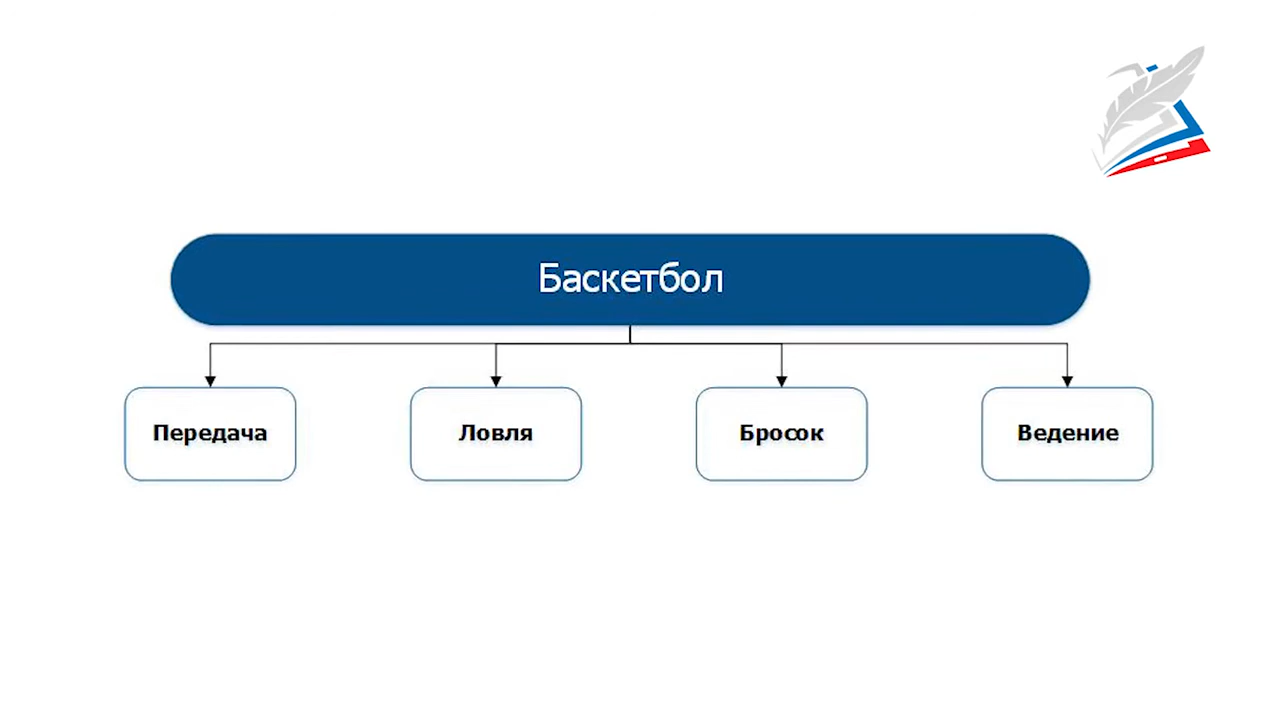 Баскетбол
Передача
Ловля
Бросок
Ведение